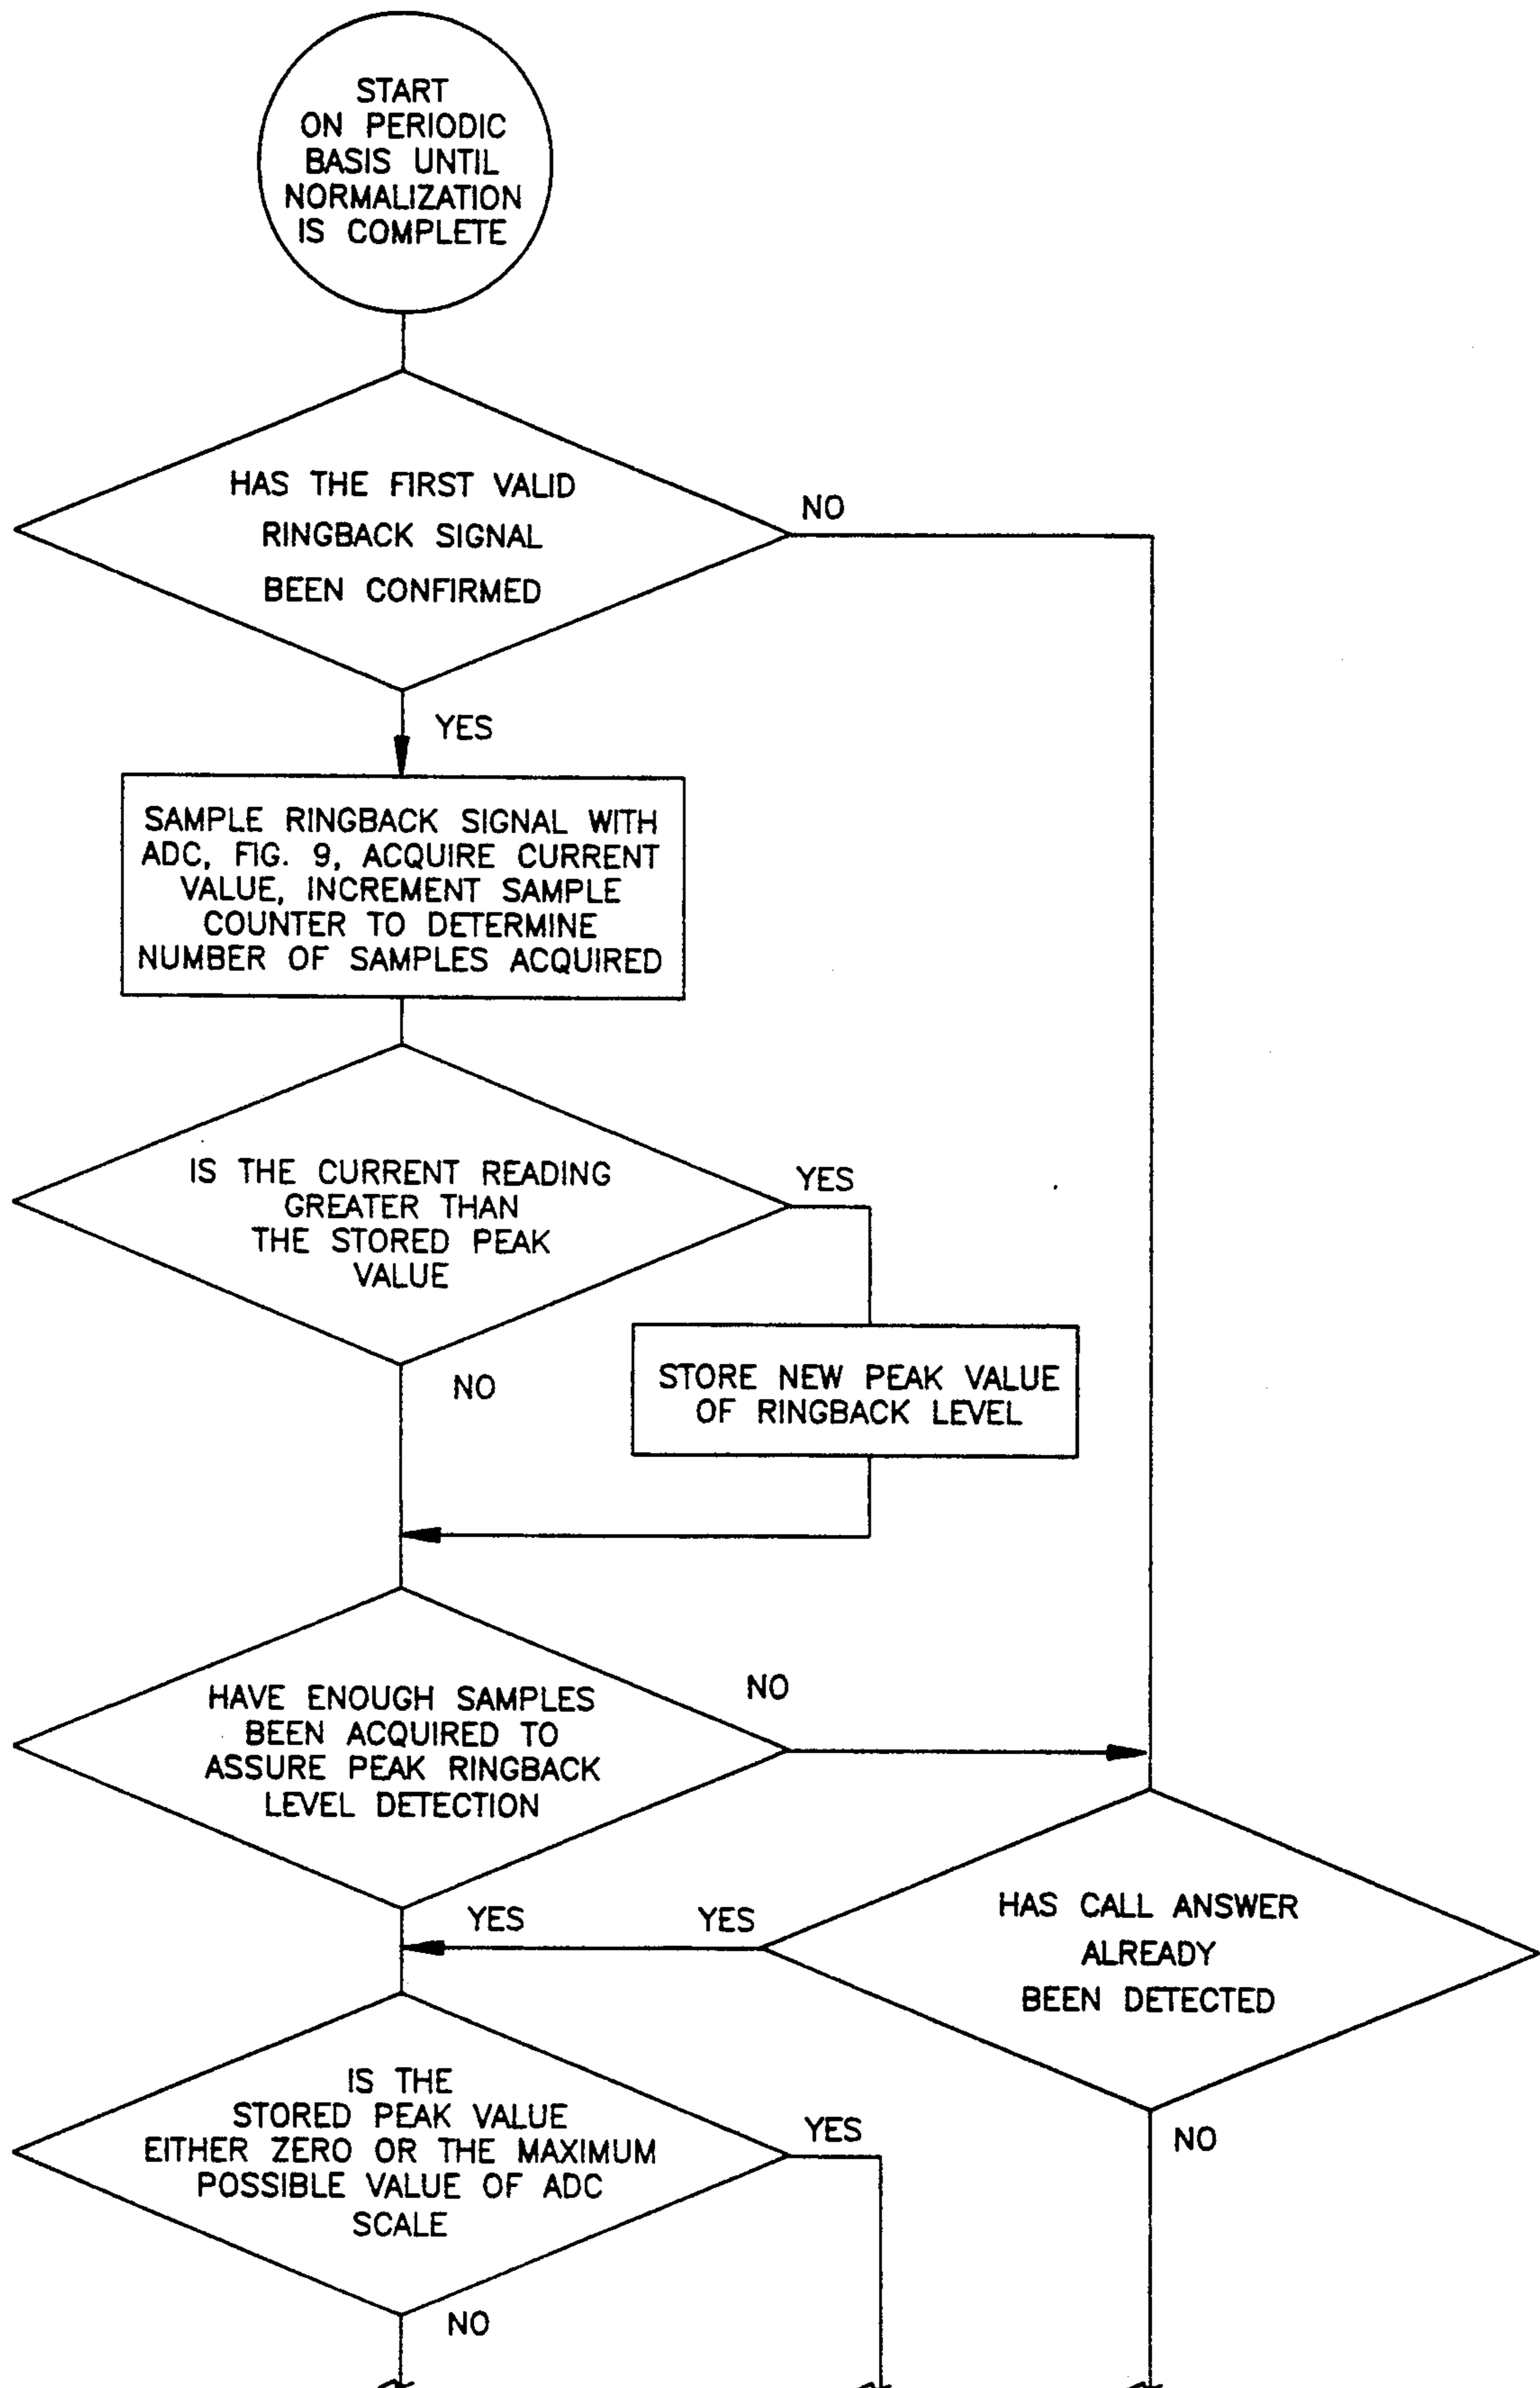 START
ON PERIODIC
BASIS UNTIL
NORMALIZATION
IS COMPLETE
HAS THE FIRST VALID
RINGBACK SIGNAL
BEEN CONFIRMED
NO
YES
SAMPLE RINGBACK SIGNAL WITH
ADC, FIG. 9, ACQUIRE CURRENT
VALUE, INCREMENT SAMPLE
COUNTER TO DETERMINE
NUMBER OF SAMPLES ACQUIRED
IS THE CURRENT READING
GREATER THAN
THE STORED PEAK
VALUE
YES
NO
STORE NEW PEAK VALUE
OF RINGBACK LEVEL
HAVE ENOUGH SAMPLES
BEEN ACQUIRED TO
ASSURE PEAK RINGBACK
LEVEL DETECTION
NO
YES
YES
HAS CALL ANSWER
ALREADY
BEEN DETECTED
NO
IS THE
STORED PEAK VALUE
EITHER ZERO OR THE MAXIMUM
POSSIBLE VALUE OF ADC
SCALE
YES
NO